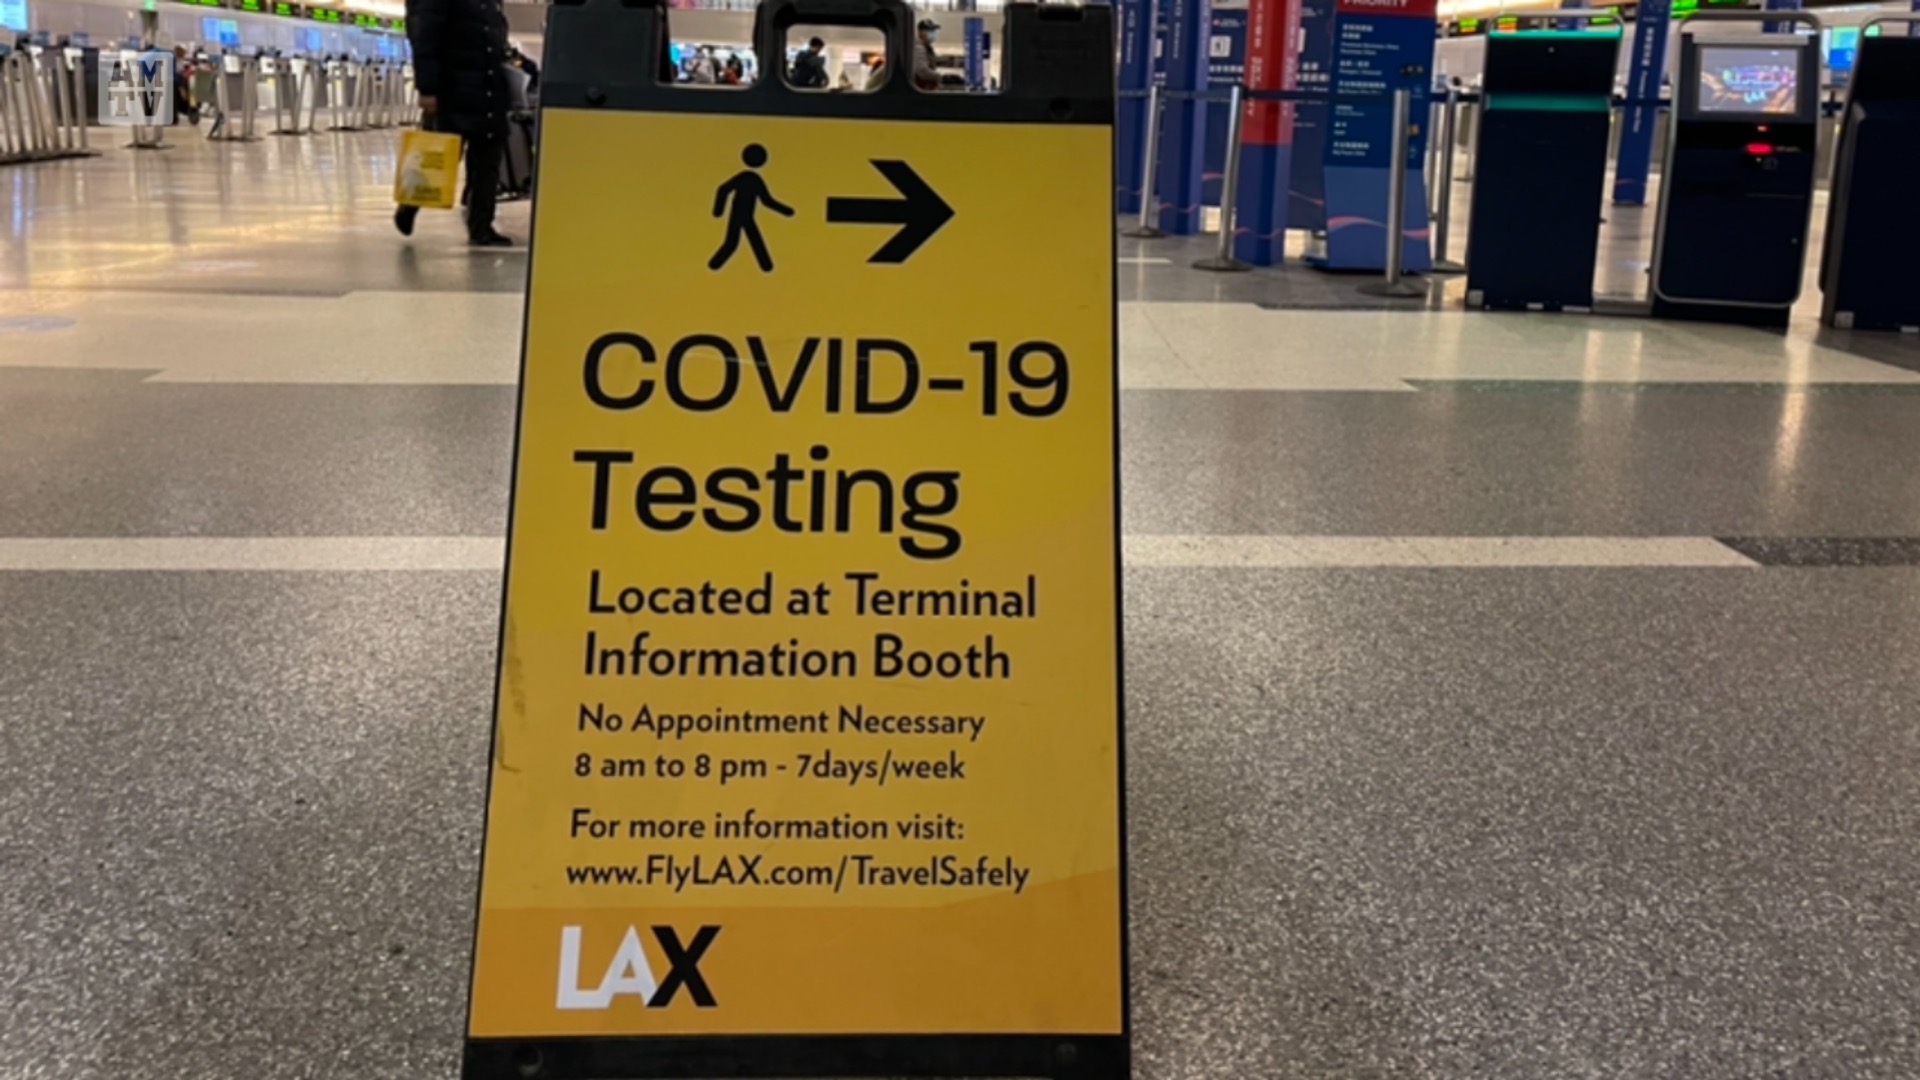 AM
TV
PRIORITY
COVID-19
Testing
Located at Terminal
Information Booth
No Appointment Necessary
8 am to 8 pm - 7days/week
For more information visit:
www.FlyLAX.com/TravelSafely
LAX